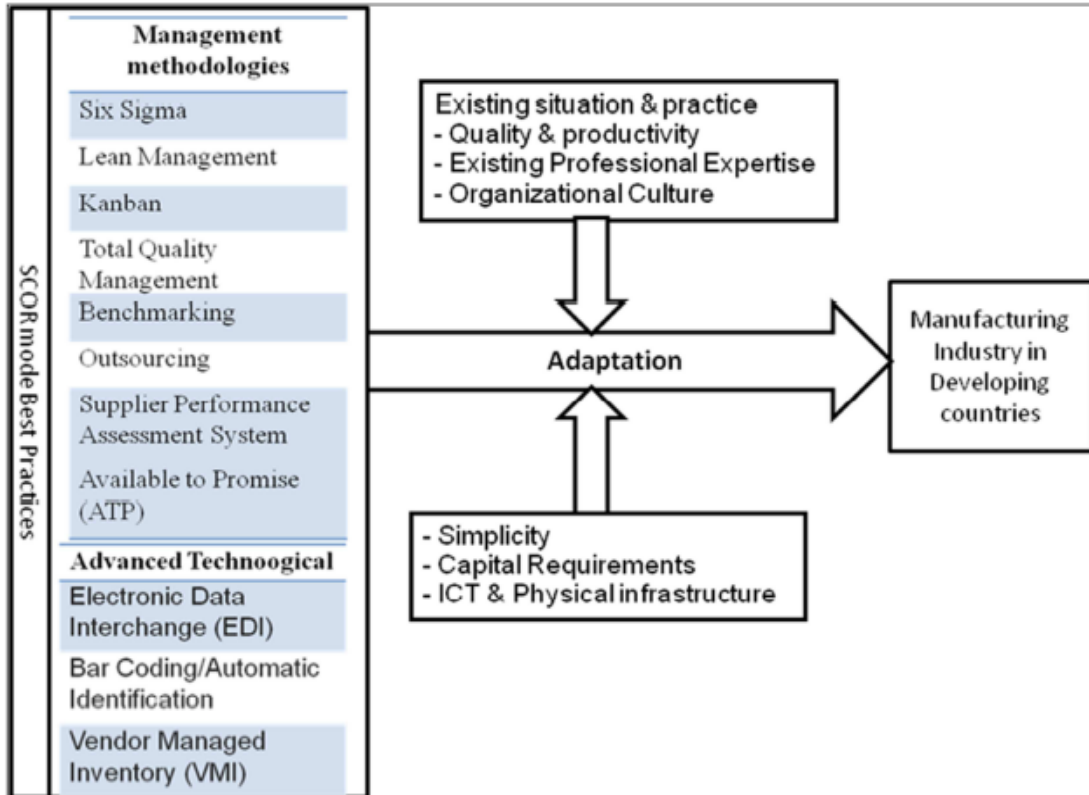 SCOR mode Best Practices
Management
methodologies
Six Sigma
Lean Management
Kanban
Total Quality
Management
Benchmarking
Outsourcing
Supplier Performance
Assessment System
Available to Promise
(ATP)
Advanced Technoogical
Electronic Data
Interchange (EDI)
Bar Coding/Automatic
Identification
Vendor Managed
Inventory (VMI)
Existing situation & practice
- Quality & productivity
- Existing Professional Expertise
- Organizational Culture
Adaptation
- Simplicity
- Capital Requirements
- ICT & Physical infrastructure
Manufacturing
Industry in
Developing
countries